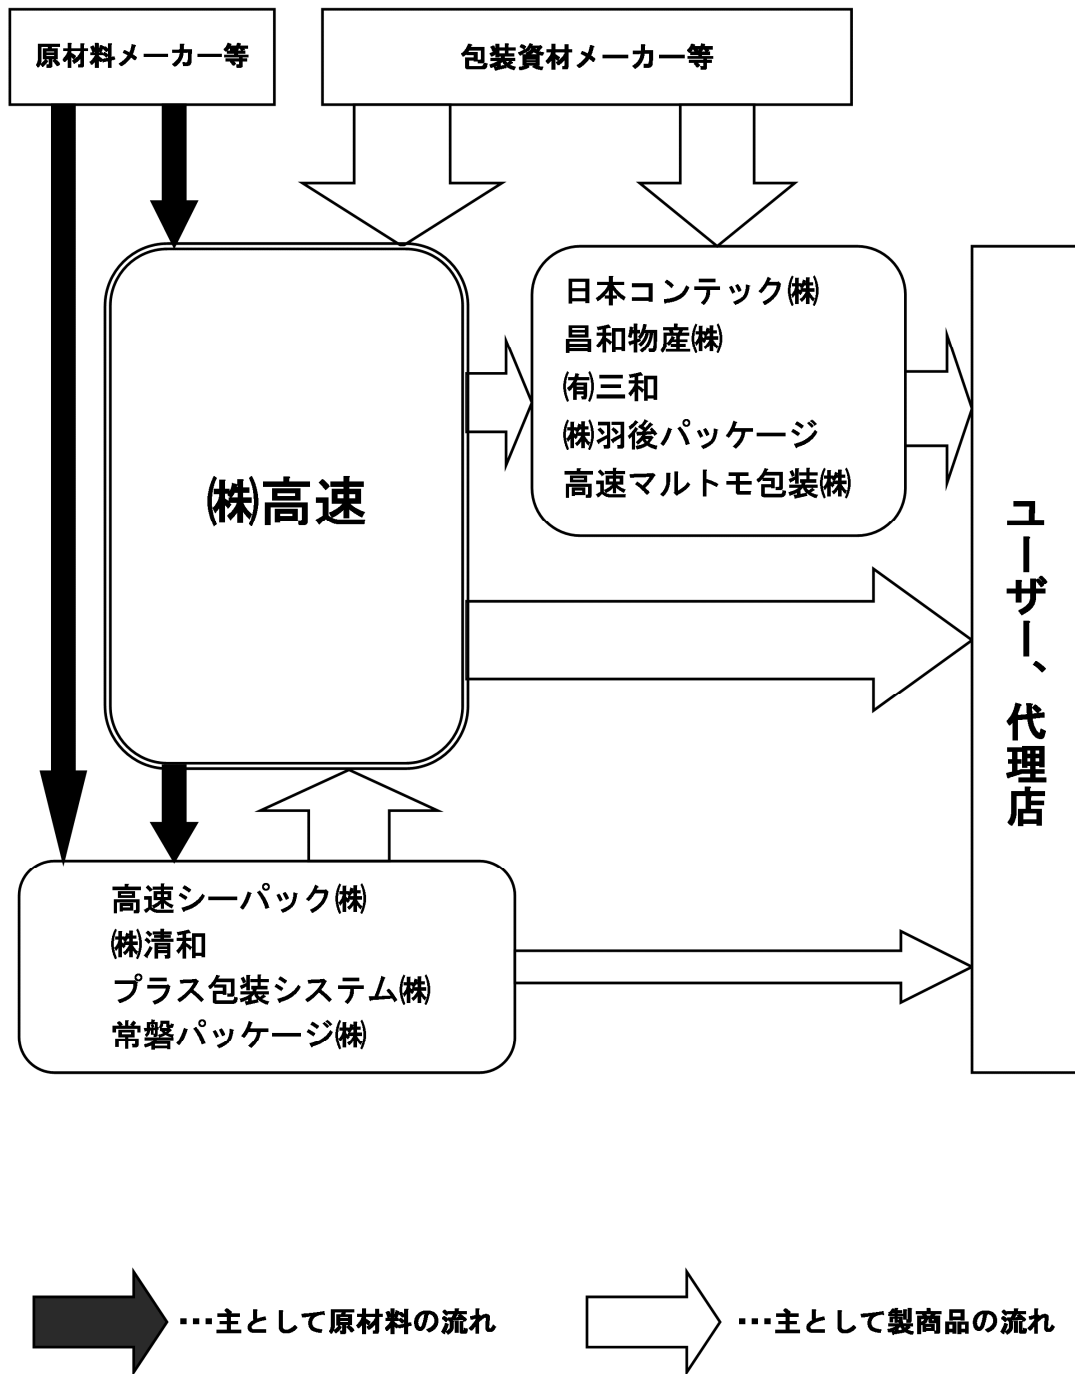 原材料メーカー等
包装資材メーカー等
日本コンテック㈱
昌和物産㈱
㈲三和
㈱羽後パッケージ
高速マルトモ包装㈱
㈱高速
ユーザー、代理店
高速シーパック㈱
㈱清和
プラス包装システム㈱
常磐パッケージ㈱
…主として原材料の流れ
…主として製商品の流れ